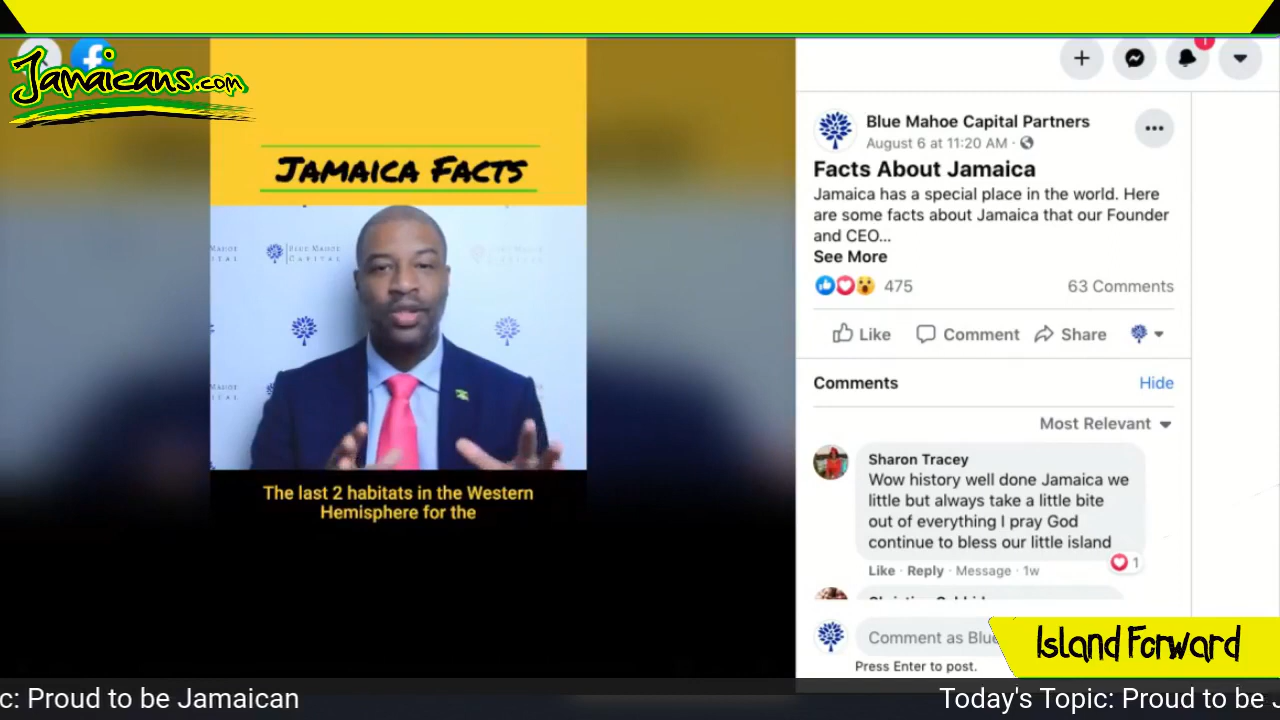 Jamaicans.com
JAMAICA FACTS
BLUE MAHOE
CAPITAL
The last 2 habitats in the Western
Hemisphere for the
1
Blue Mahoe Capital Partners
August 6 at 11:20 AM ·
Facts About Jamaica
Jamaica has a special place in the world. Here
are some facts about Jamaica that our Founder
and CEO...
See More
475
63 Comments
Like
Comment
Share
Comments
Hide
Most Relevant
Sharon Tracey
Wow history well done Jamaica we
little but always take a little bite
out of everything I pray God
continue to bless our little island
1
Like · Reply · Message · 1w
Comment as Blue
Press Enter to post.
Island Forward
c: Proud to be Jamaican
Today's Topic: Proud to be J